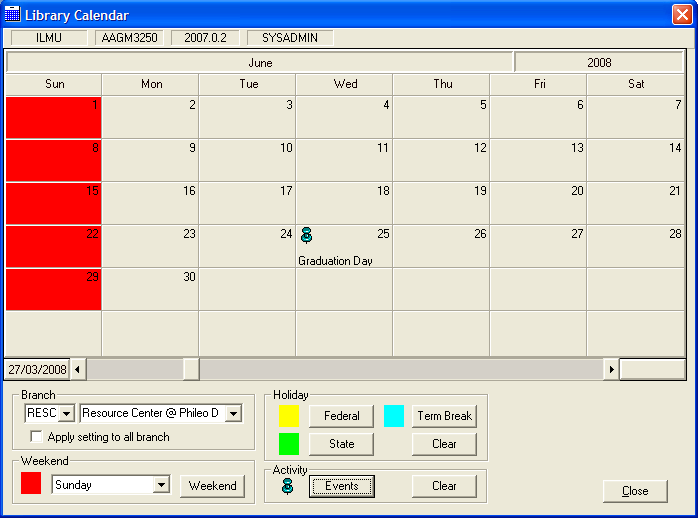 Library Calendar
ILMU AAGM3250 2007.0.2 SYSADMIN
June 2008
Sun Mon Tue Wed Thu Fri Sat
1 2 3 4 5 6 7
8 9 10 11 12 13 14
15 16 17 18 19 20 21
22 23 24 25 26 27 28
Graduation Day
29 30
27/03/2008
Branch
RESC Resource Center @ Phileo D
Apply setting to all branch
Weekend
Sunday Weekend
Holiday
Federal Term Break
State Clear
Activity
Events Clear
Close